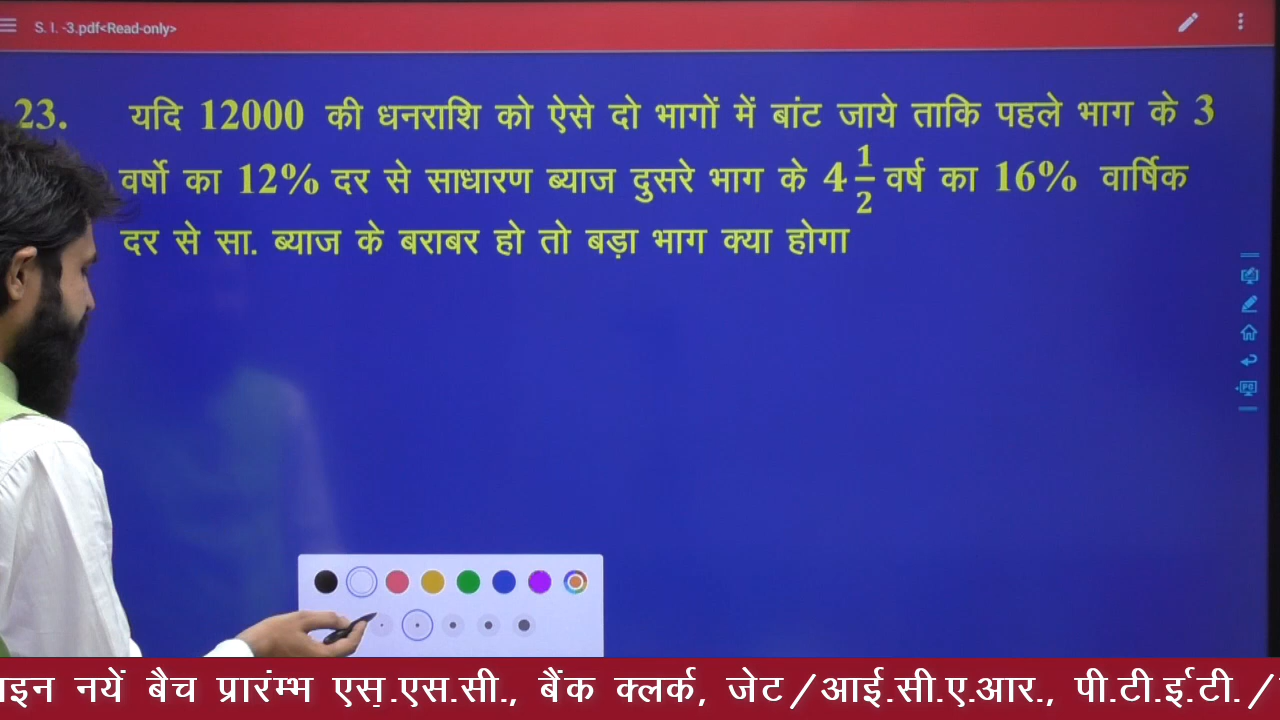 S. I. -3.pdf<Read-only>
23. यदि 12000 की धनराशि को ऐसे दो भागों में बांट जाये ताकि पहले भाग के 3
वर्षो का 12% दर से साधारण ब्याज दुसरे भाग के 4 1/2 वर्ष का 16% वार्षिक
दर से सा. ब्याज के बराबर हो तो बड़ा भाग क्या होगा
नयें बैच प्रारंम्भ एस.एस.सी., बैंक क्लर्क, जेट/आई.सी.ए.आर., पी.टी.ई.टी./